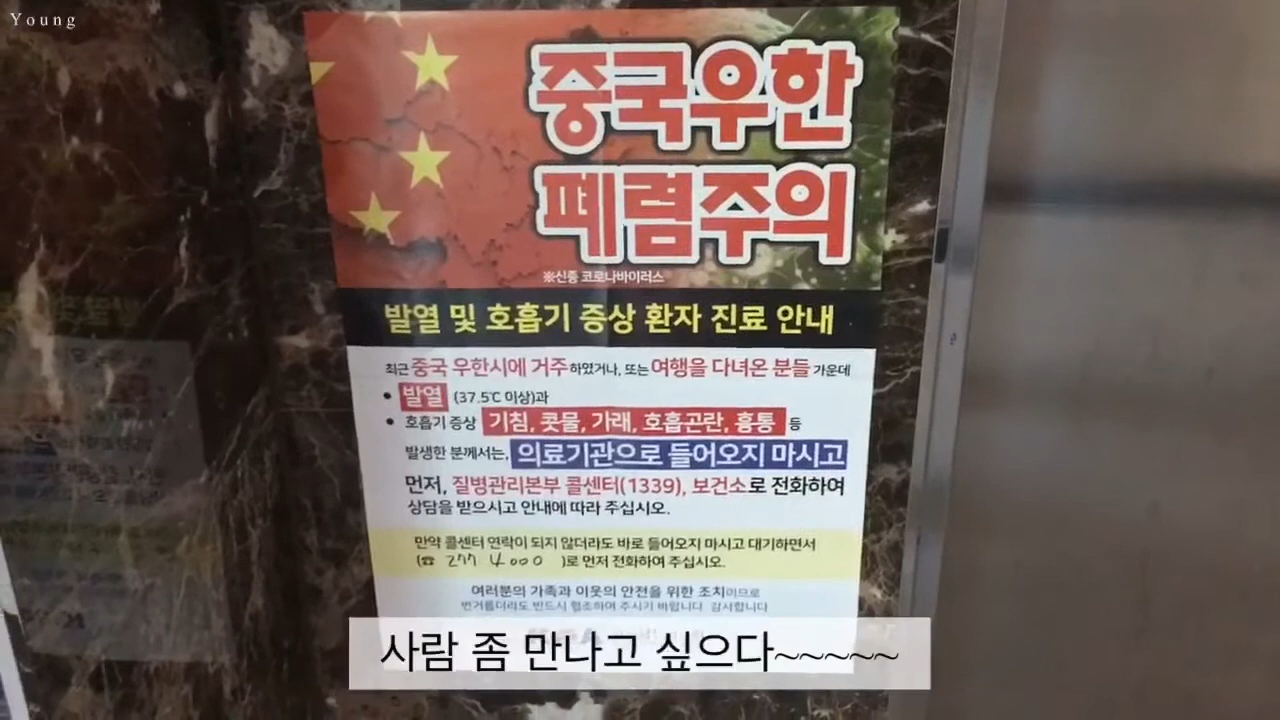 Young
중국우한
폐렴주의
※신종 코로나바이러스
발열 및 호흡기 증상 환자 진료 안내
최근 중국 우한시에 거주하였거나, 또는 여행을 다녀온 분들 가운데
• 발열 (37.5℃ 이상)과
• 호흡기 증상 기침, 콧물, 가래, 호흡곤란, 흉통 등
발생한 분께서는, 의료기관으로 들어오지 마시고
먼저, 질병관리본부 콜센터(1339), 보건소로 전화하여
상담을 받으시고 안내에 따라 주십시오.
만약 콜센터 연락이 되지 않더라도 바로 들어오지 마시고 대기하면서
(☎ 277 4000 )로 먼저 전화하여 주십시오.
여러분의 가족과 이웃의 안전을 위한 조치이므로
번거롭더라도 반드시 협조하여 주시기 바랍니다. 감사합니다
사람 좀 만나고 싶으다~~~~~